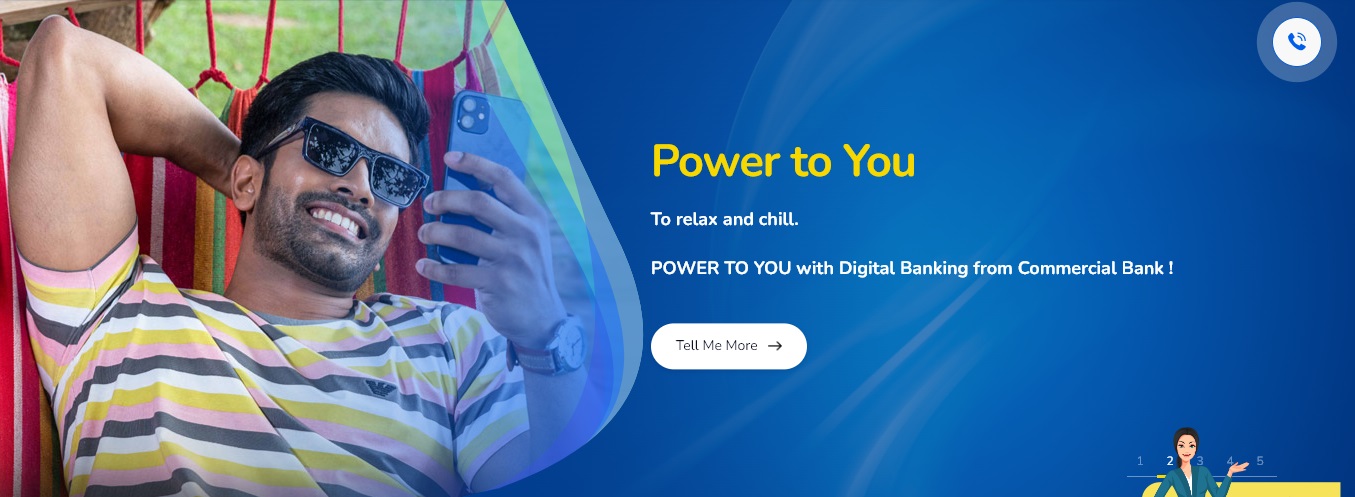 Power to You
To relax and chill.
POWER TO YOU with Digital Banking from Commercial Bank !
Tell Me More
1 2 3 4 5